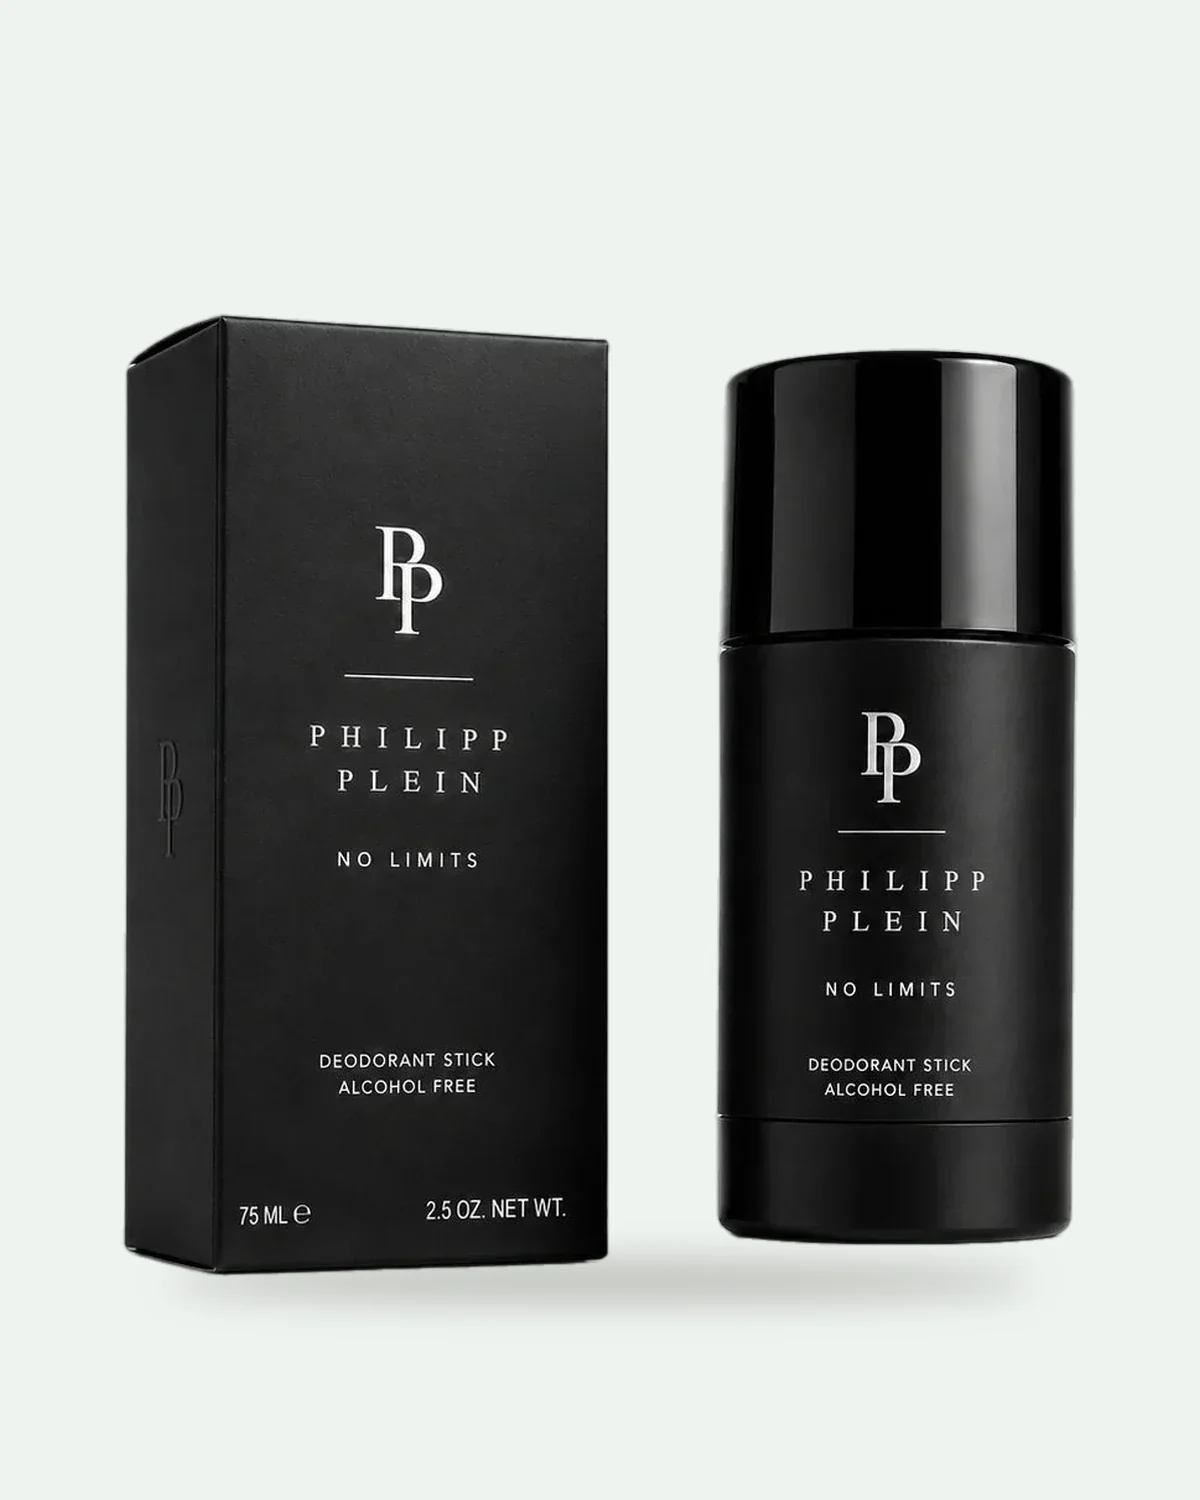 PP
PHILIPP
PLEIN
NO LIMITS
DEODORANT STICK
ALCOHOL FREE
75 ML ℮
2.5 OZ. NET WT.
PP
PP
PHILIPP
PLEIN
NO LIMITS
DEODORANT STICK
ALCOHOL FREE